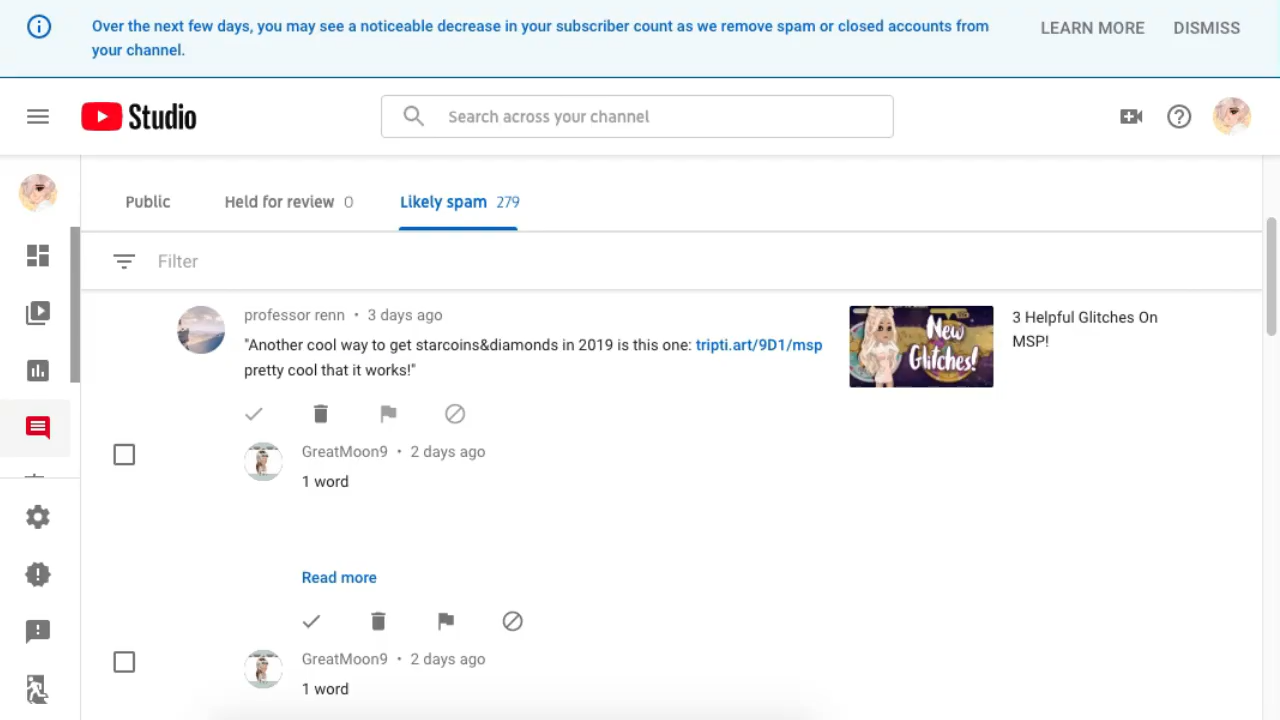 Over the next few days, you may see a noticeable decrease in your subscriber count as we remove spam or closed accounts from
your channel.
LEARN MORE
DISMISS
Studio
Search across your channel
Public
Held for review 0
Likely spam 279
Filter
professor renn • 3 days ago
"Another cool way to get starcoins&diamonds in 2019 is this one: tripti.art/9D1/msp
pretty cool that it works!"
New
Glitches!
3 Helpful Glitches On
MSP!
GreatMoon9 • 2 days ago
1 word
Read more
GreatMoon9 • 2 days ago
1 word